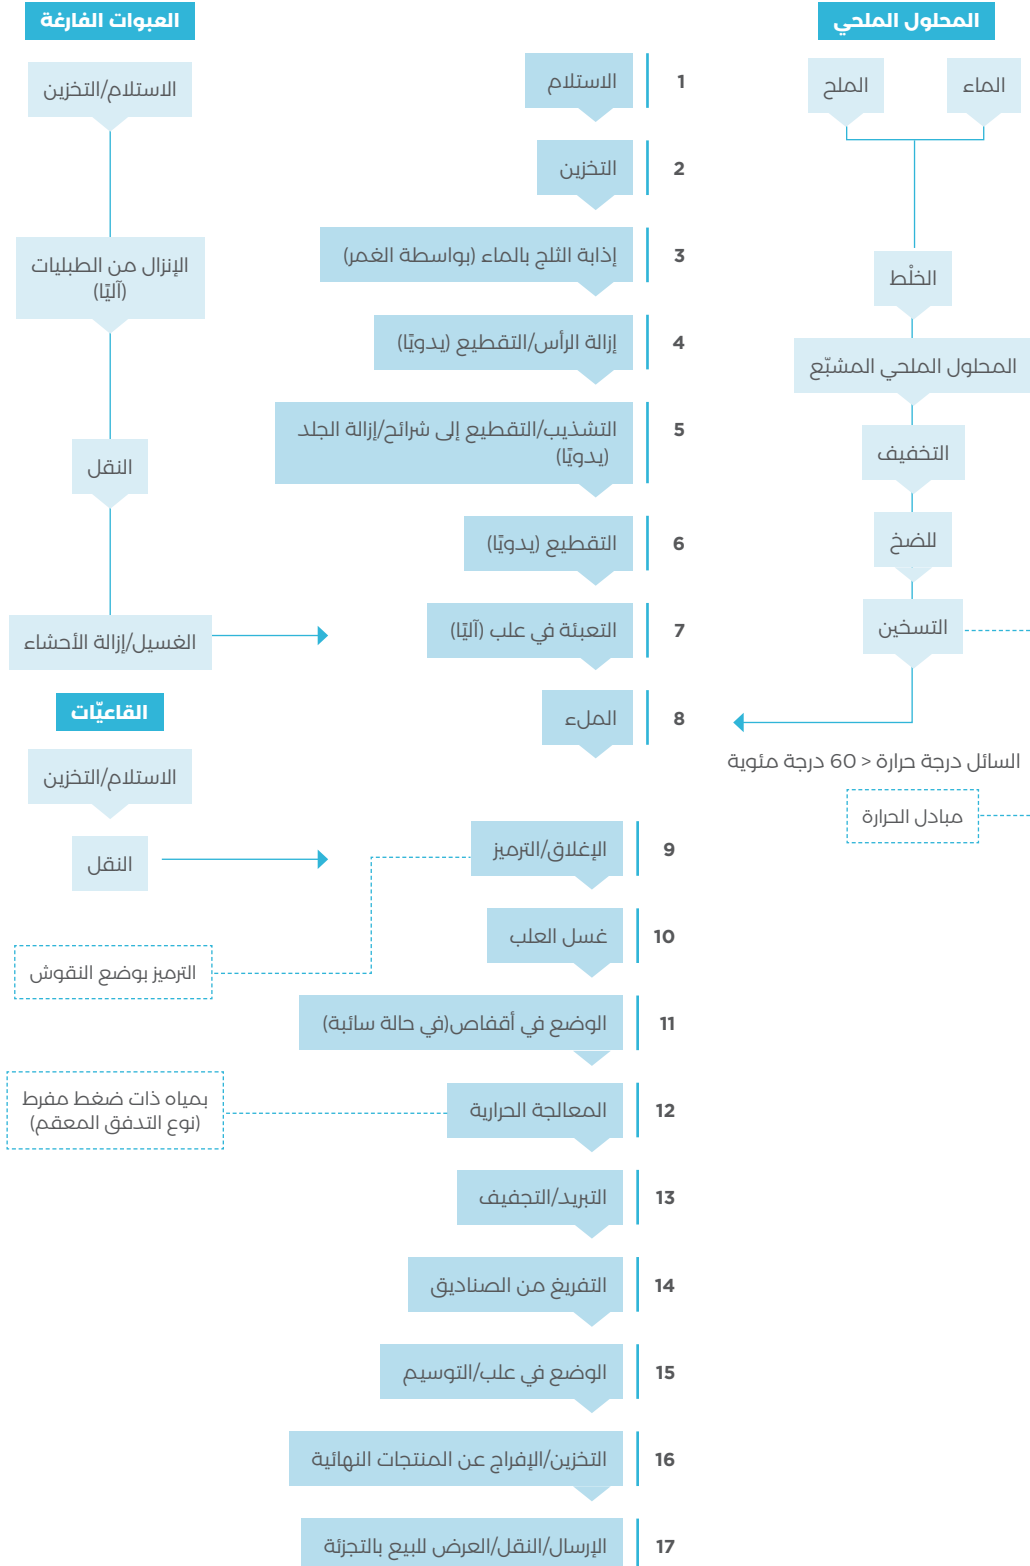 المحلول الملحي
الماء
الملح
الخلْط
المحلول الملحي المشبّع
التخفيف
للضخ
التسخين
السائل درجة حرارة < 60 درجة مئوية
مبادل الحرارة
1
الاستلام
2
التخزين
3
إذابة الثلج بالماء (بواسطة الغمر)
4
إزالة الرأس/التقطيع (يدويًا)
5
التشذيب/التقطيع إلى شرائح/إزالة الجلد
(يدويًا)
6
التقطيع (يدويًا)
7
التعبئة في علب (آليًا)
8
الملء
9
الإغلاق/الترميز
10
غسل العلب
11
الوضع في أقفاص(في حالة سائبة)
12
المعالجة الحرارية
13
التبريد/التجفيف
14
التفريغ من الصناديق
15
الوضع في علب/التوسيم
16
التخزين/الإفراج عن المنتجات النهائية
17
الإرسال/النقل/العرض للبيع بالتجزئة
العبوات الفارغة
الاستلام/التخزين
الإنزال من الطبليات
(آليًا)
النقل
الغسيل/إزالة الأحشاء
القاعيّات
الاستلام/التخزين
النقل
الترميز بوضع النقوش
بمياه ذات ضغط مفرط
(نوع التدفق المعقم)